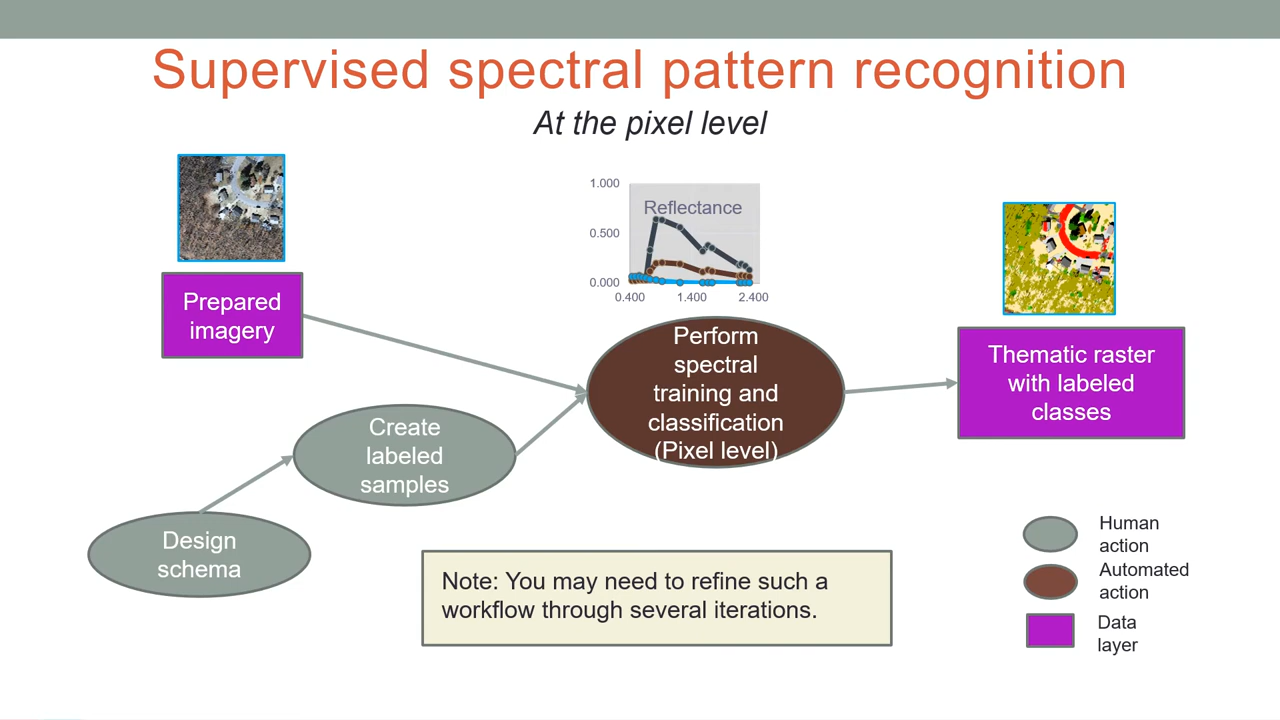 Supervised spectral pattern recognition
At the pixel level
1.000
0.500
0.000
Reflectance
0.400 1.400 2.400
Prepared
imagery
Create
labeled
samples
Design
schema
Perform
spectral
training and
classification
(Pixel level)
Thematic raster
with labeled
classes
Note: You may need to refine such a
workflow through several iterations.
Human
action
Automated
action
Data
layer